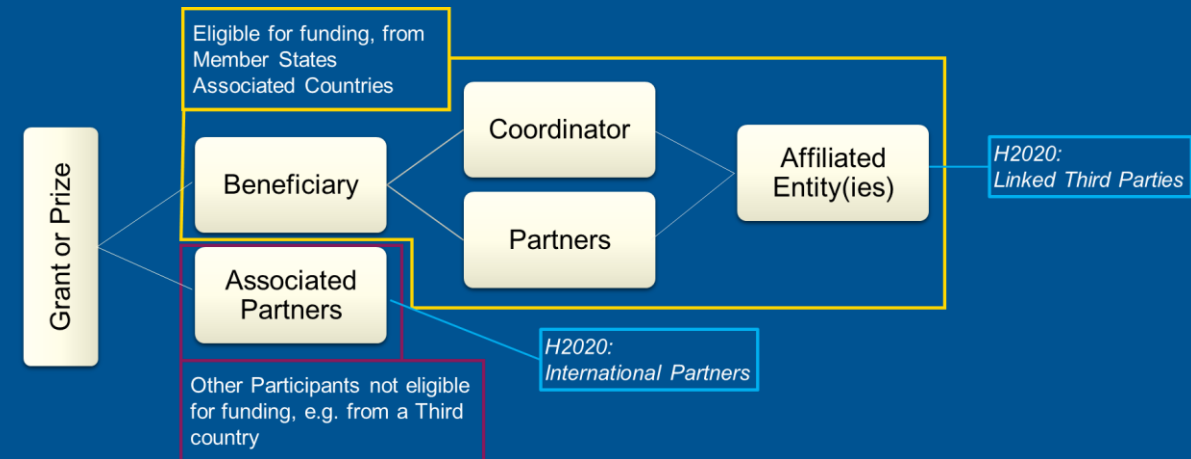 Eligible for funding, from
Member States
Associated Countries
Grant or Prize
Beneficiary
Coordinator
Partners
Affiliated
Entity(ies)
H2020:
Linked Third Parties
Associated
Partners
H2020:
International Partners
Other Participants not eligible
for funding, e.g. from a Third
country